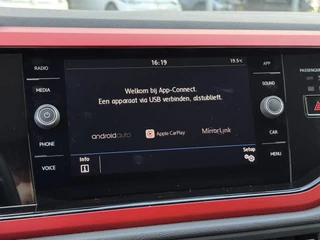 16:19
19.5°C
RADIO
APP
PASSENGER
MEDIA
SOUND
Welkom bij App-Connect.
Een apparaat via USB verbinden, alstublieft.
androidauto
Apple CarPlay
MirrorLink
PHONE
CAR
VOICE
MENU
Info
Setup